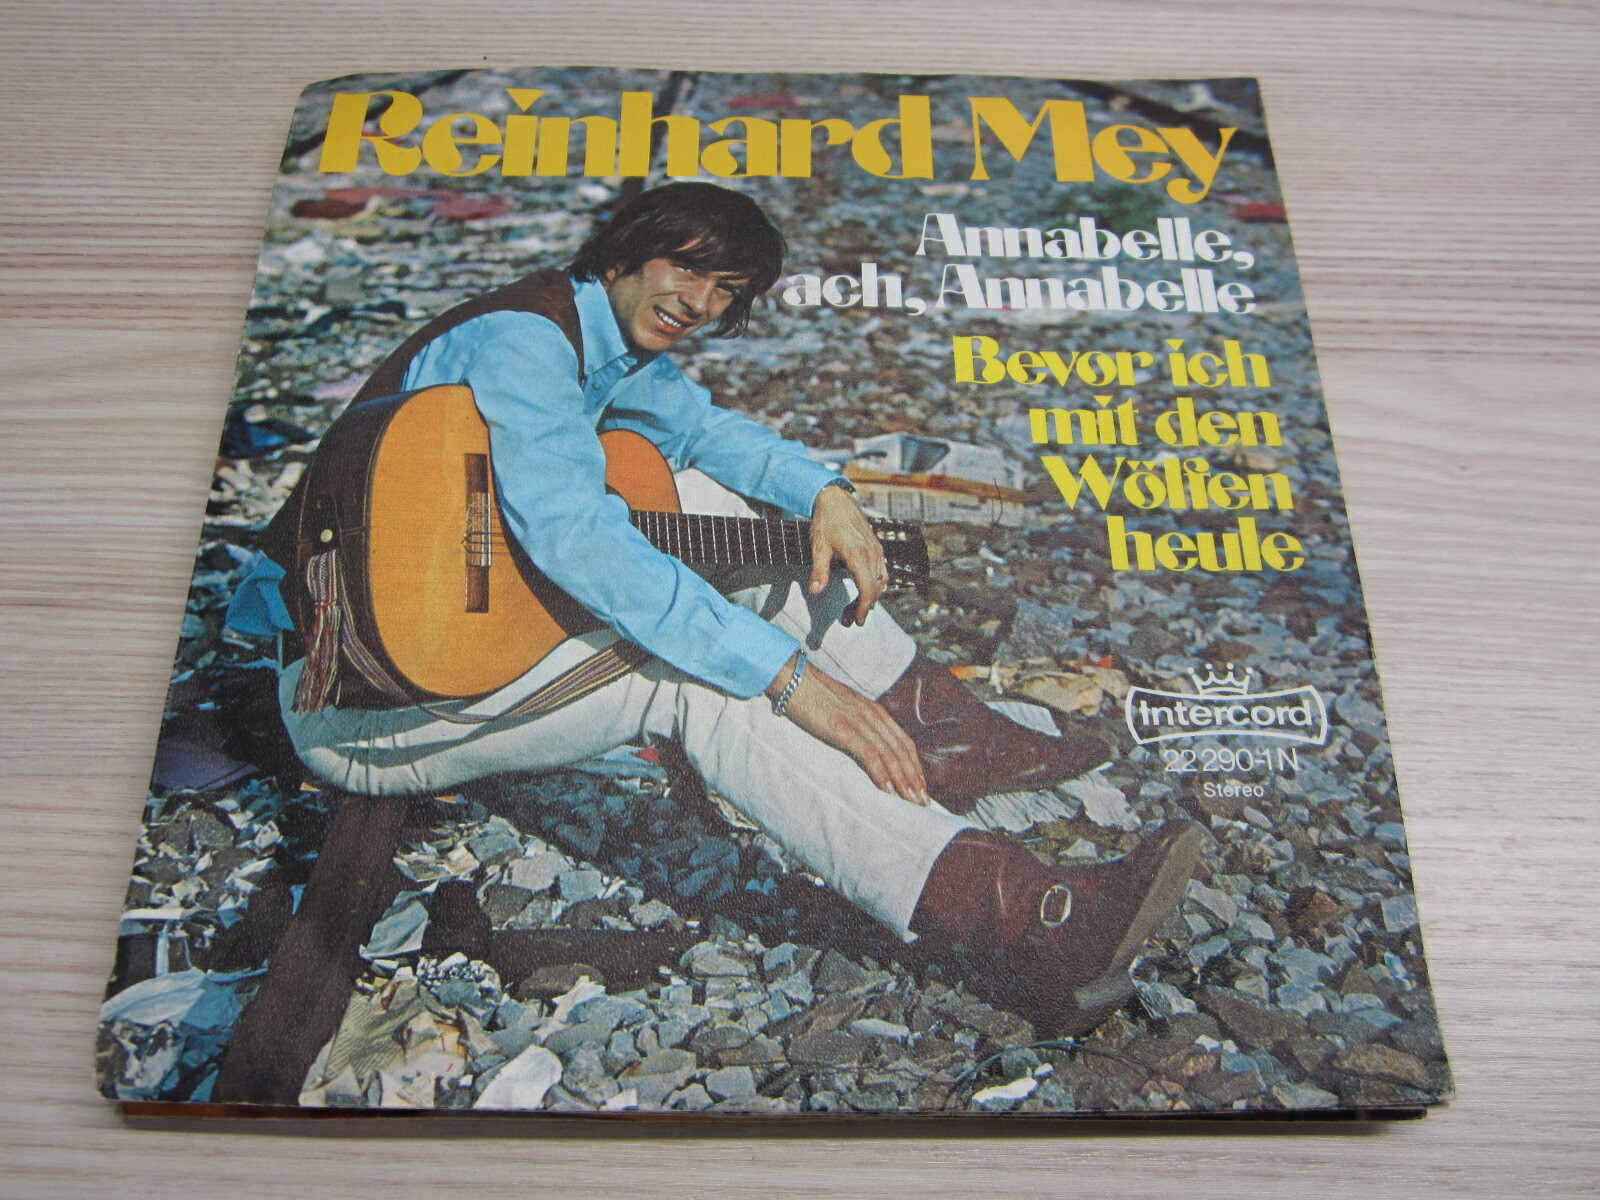 Reinhard Mey
Annabelle,
ach, Annabelle
Bevor ich
mit den
Wölfen
heule
Intercord
22 290-1 N
Stereo